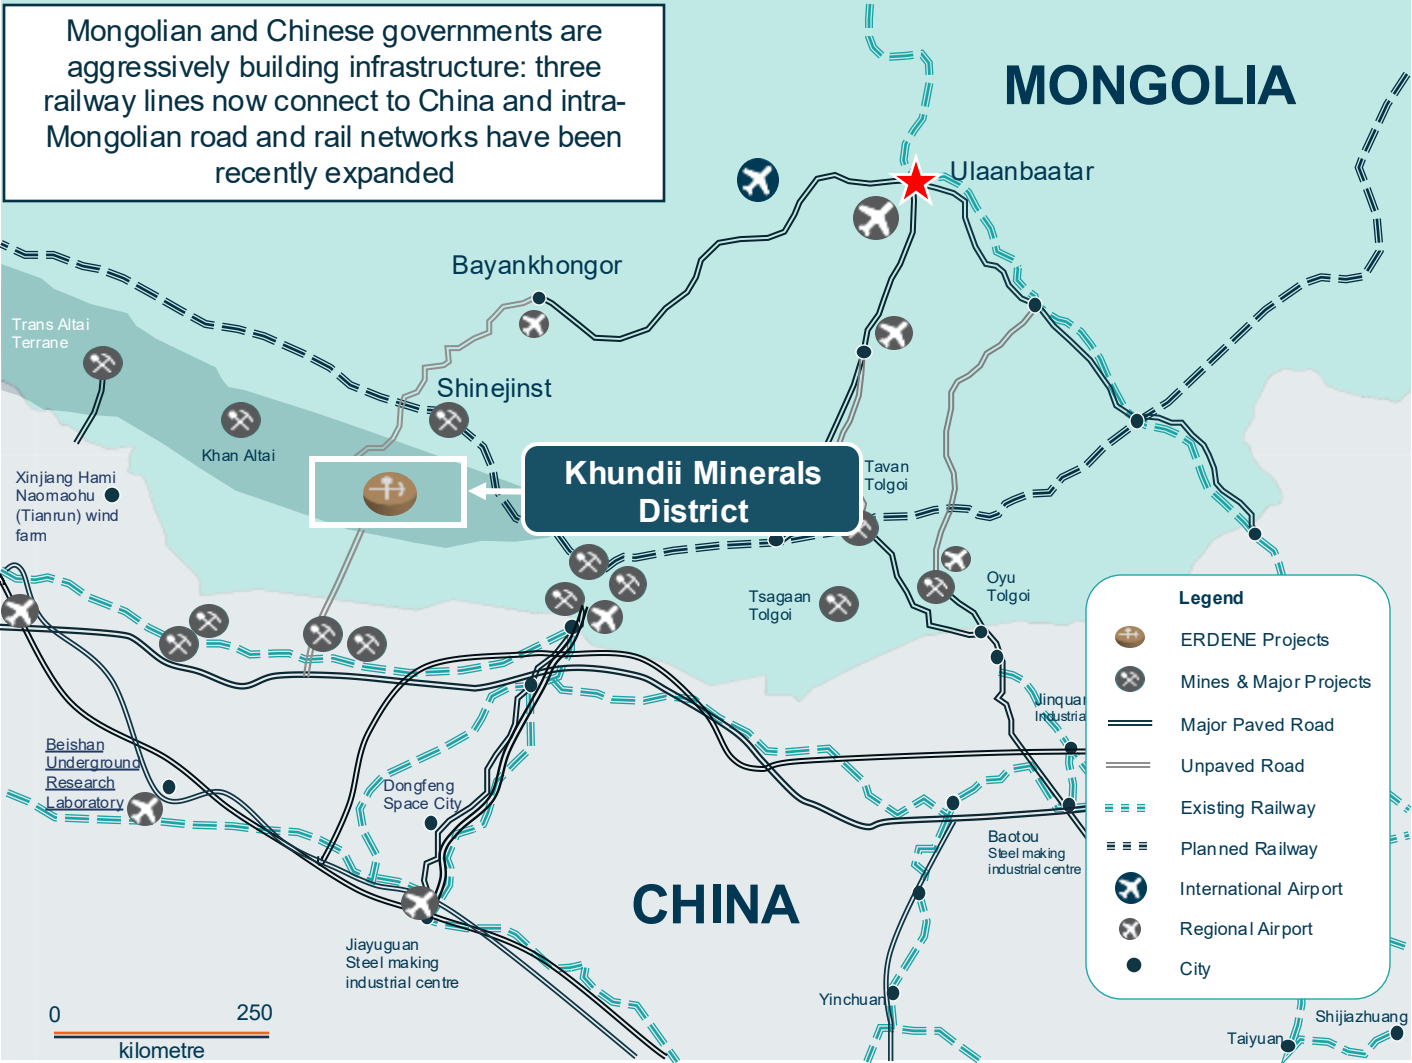 Mongolian and Chinese governments are
aggressively building infrastructure: three
railway lines now connect to China and intra-
Mongolian road and rail networks have been
recently expanded
MONGOLIA
Ulaanbaatar
Bayankhongor
Trans Altai
Terrane
Shinejinst
Khan Altai
Khundii Minerals
District
Tavan
Tolgoi
Xinjiang Hami
Naomaohu
(Tianrun) wind
farm
Tsagaan
Tolgoi
Oyu
Tolgoi
Legend
ERDENE Projects
Mines & Major Projects
Major Paved Road
Unpaved Road
Existing Railway
Planned Railway
International Airport
Regional Airport
City
Jinquan
Industria
Beishan
Underground
Research
Laboratory
Dongfeng
Space City
Baotou
Steel making
industrial centre
CHINA
Jiayuguan
Steel making
industrial centre
Yinchuan
Shijiazhuang
Taiyuan
0 250
kilometre